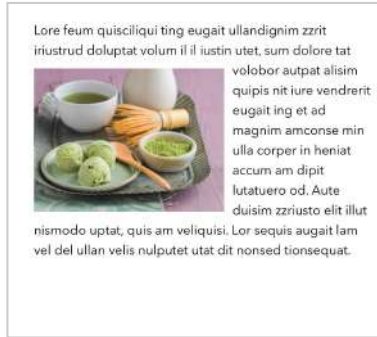 Lore feum quisciliqui ting eugait ullandignim zzrit
iriustrud doluptat volum il il iustin utet, sum dolore tat
volobor autpat alisim
quipis nit iure vendrerit
eugait ing et ad
magnim amconse min
ulla corper in heniat
accum am dipit
lutatuero od. Aute
duisim zzriusto elit illut
nismodo uptat, quis am veliquisi. Lor sequis augait lam
vel del ullan velis nulputet utat dit nonsed tionsequat.